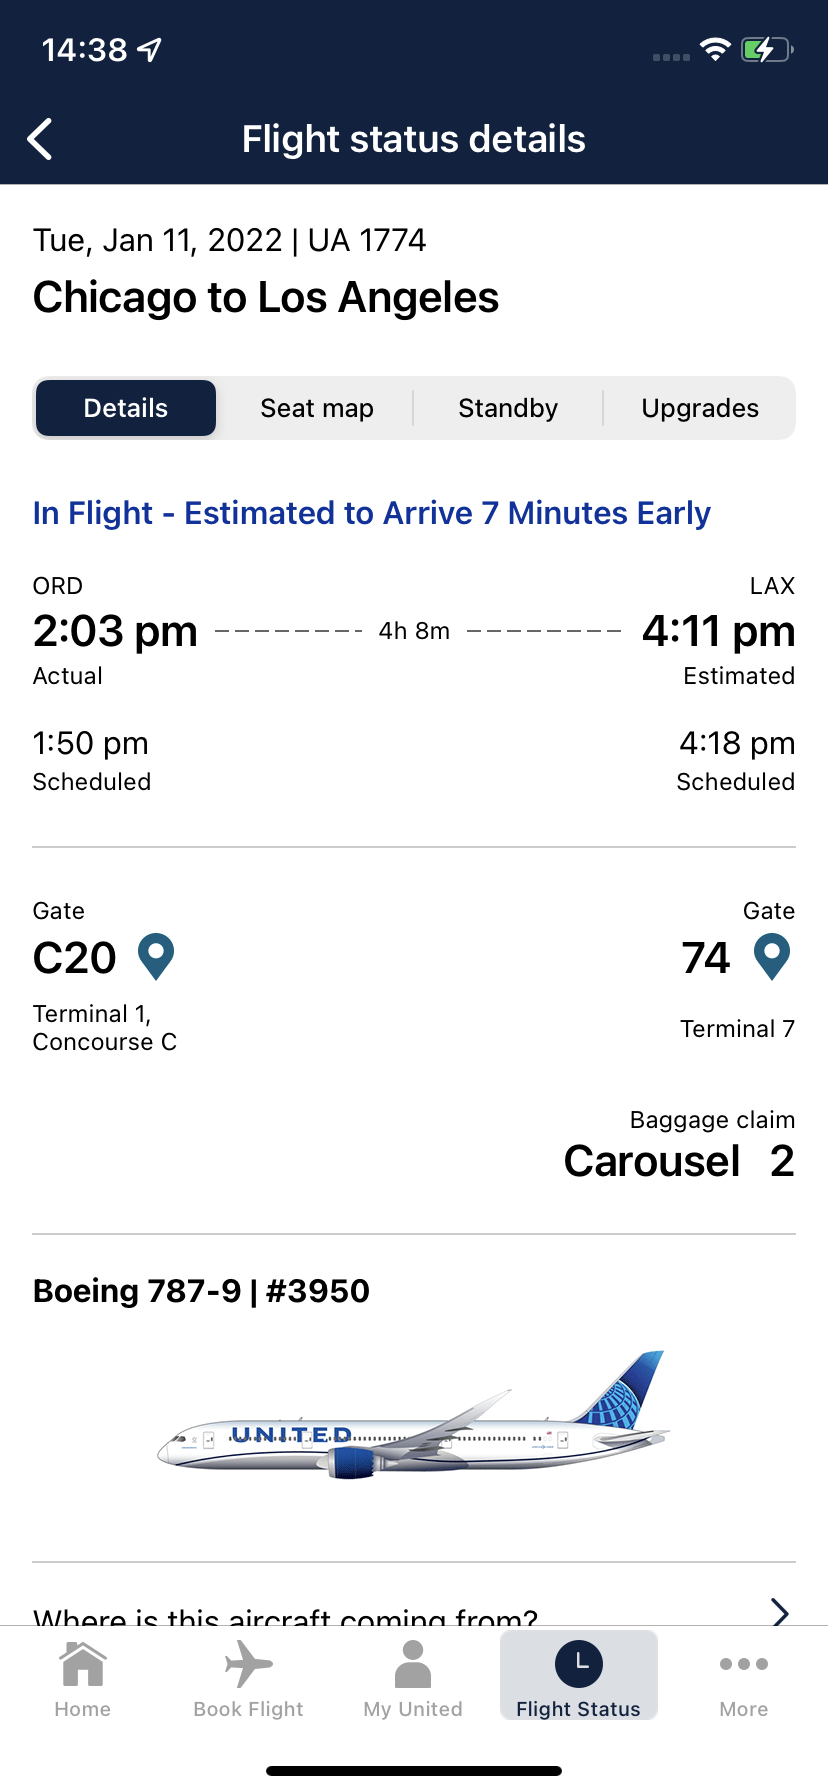 14:38
Flight status details
Tue, Jan 11, 2022 | UA 1774
Chicago to Los Angeles
Details Seat map Standby Upgrades
In Flight - Estimated to Arrive 7 Minutes Early
ORD LAX
2:03 pm 4h 8m 4:11 pm
Actual Estimated
1:50 pm 4:18 pm
Scheduled Scheduled
Gate Gate
C20 74
Terminal 1,
Concourse C
Terminal 7
Baggage claim
Carousel 2
Boeing 787-9 | #3950
UNITED
Where is this aircraft coming from?
Home Book Flight My United Flight Status More